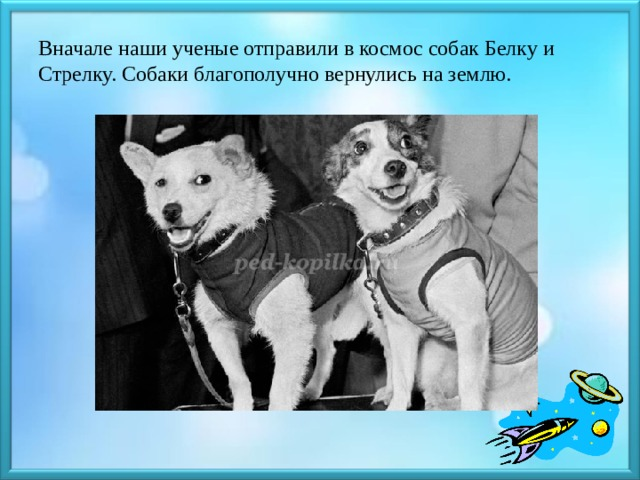 Вначале наши ученые отправили в космос собак Белку и
Стрелку. Собаки благополучно вернулись на землю.
ped-kopilka.ru